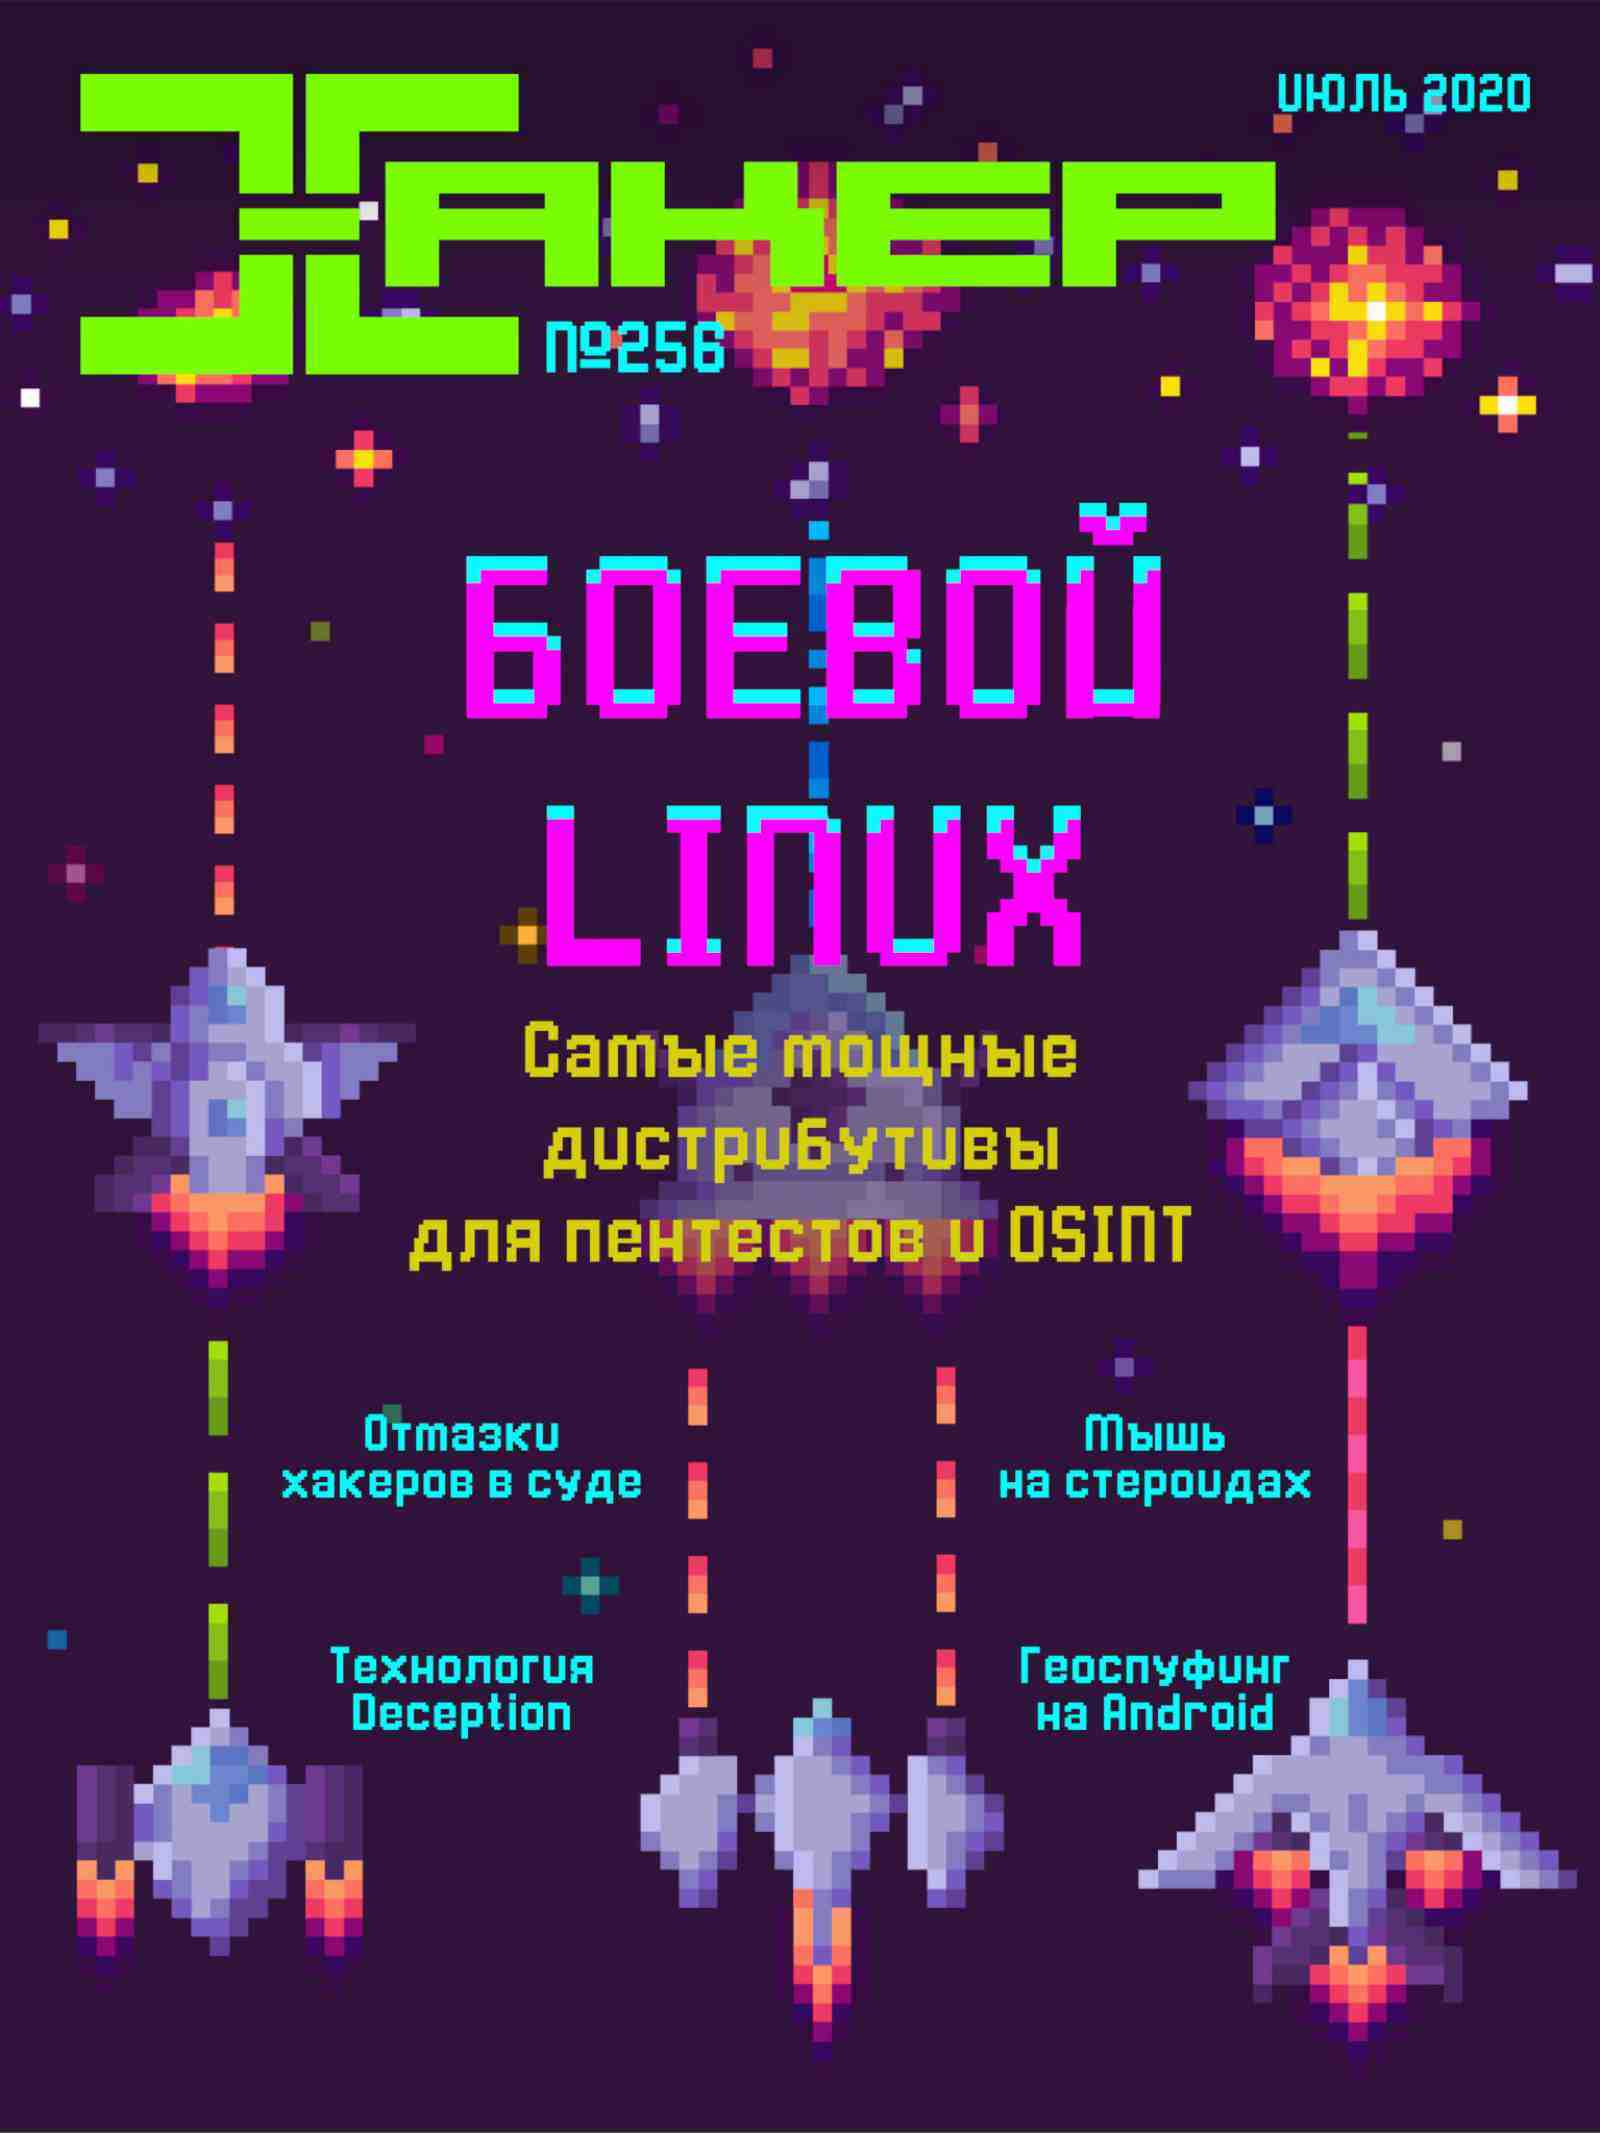 ИЮЛЬ 2020
ХАКЕР
№256
БОЕВОЙ
LINUX
Самые мощные
дистрибутивы
для пентестов и OSINT
Отмазки
хакеров в суде
Мышь
на стероидах
Технология
Deception
Геоспуфинг
на Android